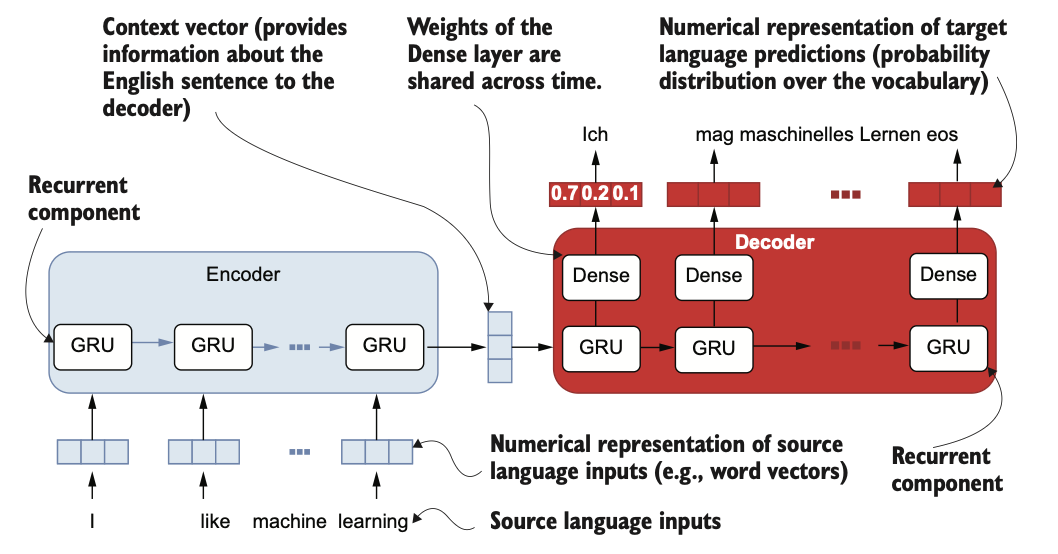 Context vector (provides
information about the
English sentence to the
decoder)
Weights of the
Dense layer are
shared across time.
Numerical representation of target
language predictions (probability
distribution over the vocabulary)
Ich
mag maschinelles Lernen eos
Recurrent
component
0.7 0.2 0.1
Decoder
Encoder
Dense
Dense
Dense
GRU
GRU
GRU
GRU
GRU
GRU
Numerical representation of source
language inputs (e.g., word vectors)
Recurrent
component
I like machine learning
Source language inputs